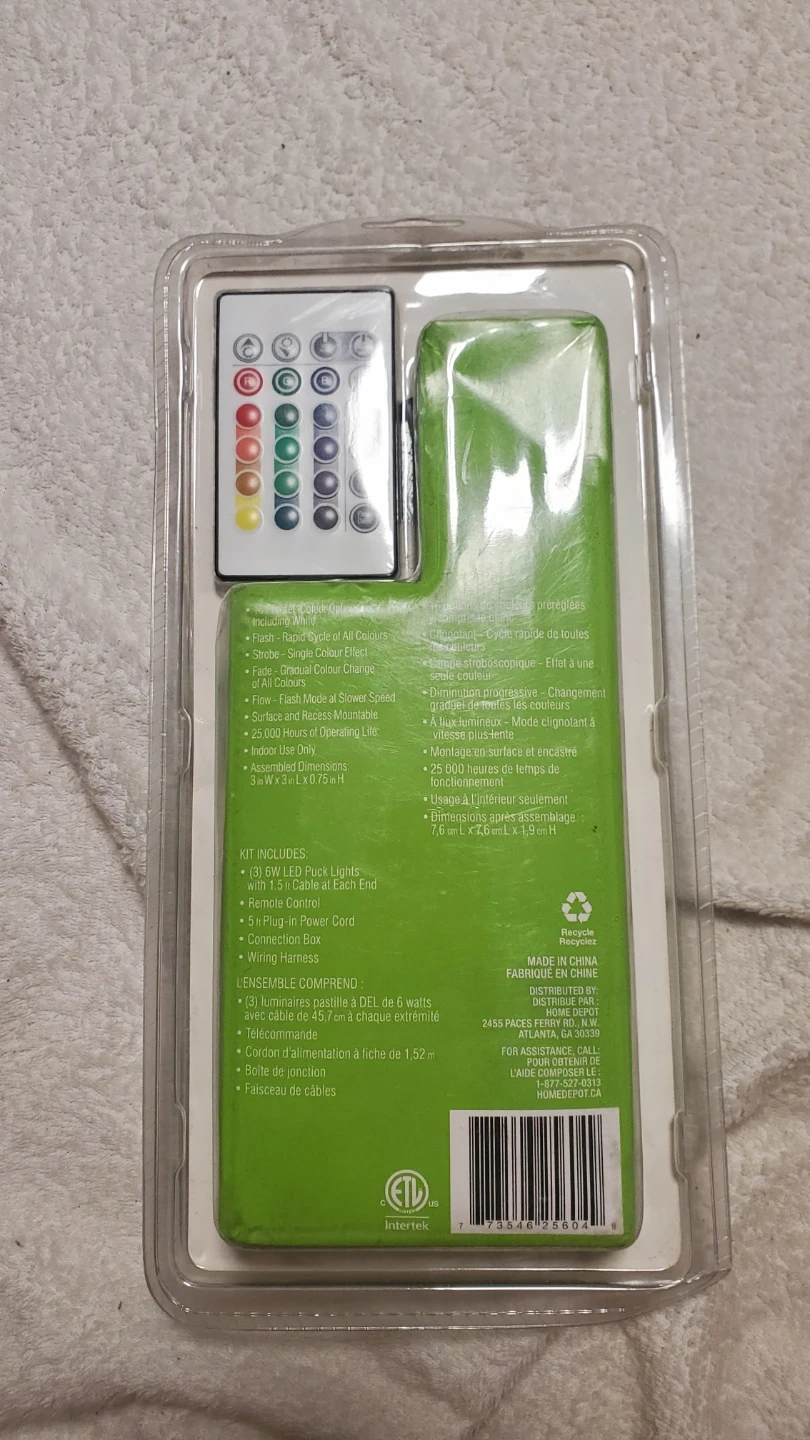 R G B
Including White
• Flash - Rapid Cycle of All Colours
• Strobe - Single Colour Effect
• Fade - Gradual Colour Change
of All Colours
• Flow - Flash Mode at Slower Speed
• Surface and Recess Mountable
• 25,000 Hours of Operating Life
• Indoor Use Only
• Assembled Dimensions:
3 in W x 3 in L x 0.75 in H
préréglées
Clignotant - Cycle rapide de toutes
les couleurs
Lampe stroboscopique - Effet à une
seule couleur
• Diminution progressive - Changement
graduel de toutes les couleurs
• À flux lumineux - Mode clignotant à
vitesse plus lente
• Montage en surface et encastré
• 25 000 heures de temps de
fonctionnement
• Usage à l'intérieur seulement
• Dimensions après assemblage :
7,6 cm L x 7,6 cm L x 1,9 cm H
KIT INCLUDES:
• (3) 6W LED Puck Lights
with 1.5 ft Cable at Each End
• Remote Control
• 5 ft Plug-in Power Cord
• Connection Box
• Wiring Harness
L'ENSEMBLE COMPREND :
• (3) luminaires pastille à DEL de 6 watts
avec câble de 45,7 cm à chaque extrémité
• Télécommande
• Cordon d'alimentation à fiche de 1,52 m
• Boîte de jonction
• Faisceau de câbles
Recycle
Recyclez
MADE IN CHINA
FABRIQUÉ EN CHINE
DISTRIBUTED BY:
DISTRIBUE PAR :
HOME DEPOT
2455 PACES FERRY RD., N.W.
ATLANTA, GA 30339
FOR ASSISTANCE, CALL:
POUR OBTENIR DE
L'AIDE COMPOSER LE :
1-877-527-0313
HOMEDEPOT.CA
C ETL US
Intertek
7 73546 25604